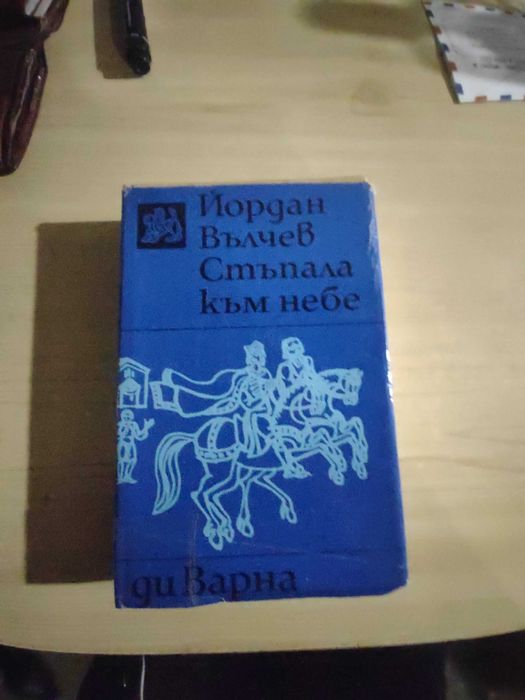 Йордан
Вълчев
Стъпала
към небе
ди Варна